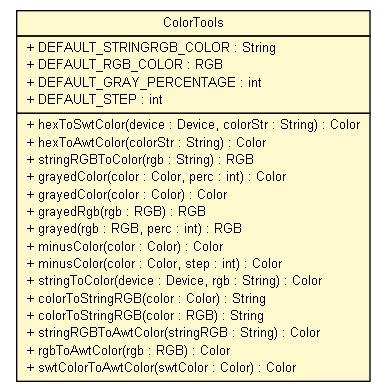 ColorTools
+ DEFAULT_STRINGRGB_COLOR : String
+ DEFAULT_RGB_COLOR : RGB
+ DEFAULT_GRAY_PERCENTAGE : int
+ DEFAULT_STEP : int
+ hexToSwtColor(device : Device, colorStr : String) : Color
+ hexToAwtColor(colorStr : String) : Color
+ stringRGBToColor(rgb : String) : RGB
+ grayedColor(color : Color, perc : int) : Color
+ grayedColor(color : Color) : Color
+ grayedRgb(rgb : RGB) : RGB
+ grayed(rgb : RGB, perc : int) : RGB
+ minusColor(color : Color) : Color
+ minusColor(color : Color, step : int) : Color
+ stringToColor(device : Device, rgb : String) : Color
+ colorToStringRGB(color : Color) : String
+ colorToStringRGB(color : RGB) : String
+ stringRGBToAwtColor(stringRGB : String) : Color
+ rgbToAwtColor(rgb : RGB) : Color
+ swtColorToAwtColor(swtColor : Color) : Color